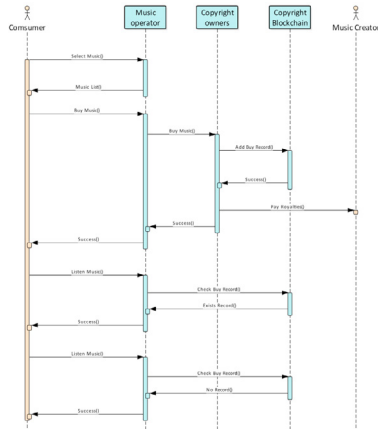 Comsumer
Music operator
Copyright owners
Copyright Blockchain
Music Creator
Select Music()
Music List()
Buy Music()
Buy Music()
Add Buy Record()
Success()
Pay Royalties()
Success()
Success()
Listen Music()
Check Buy Record()
Exists Record()
Success()
Listen Music()
Check Buy Record()
No Record()
Success()